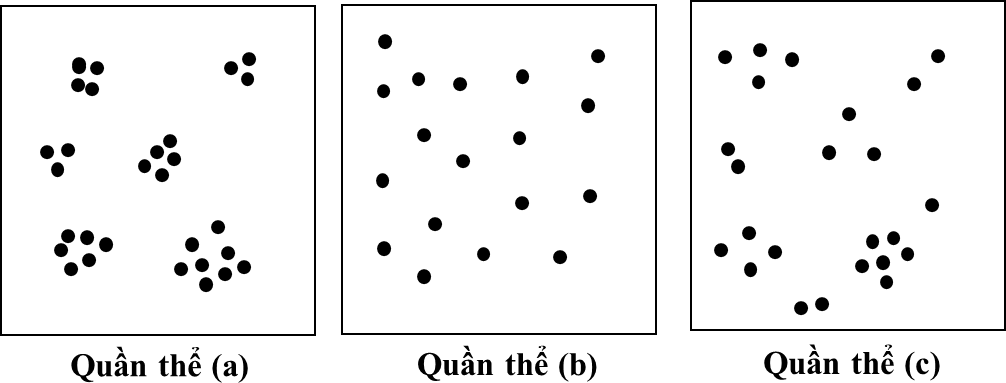 Quần thể (a)
Quần thể (b)
Quần thể (c)